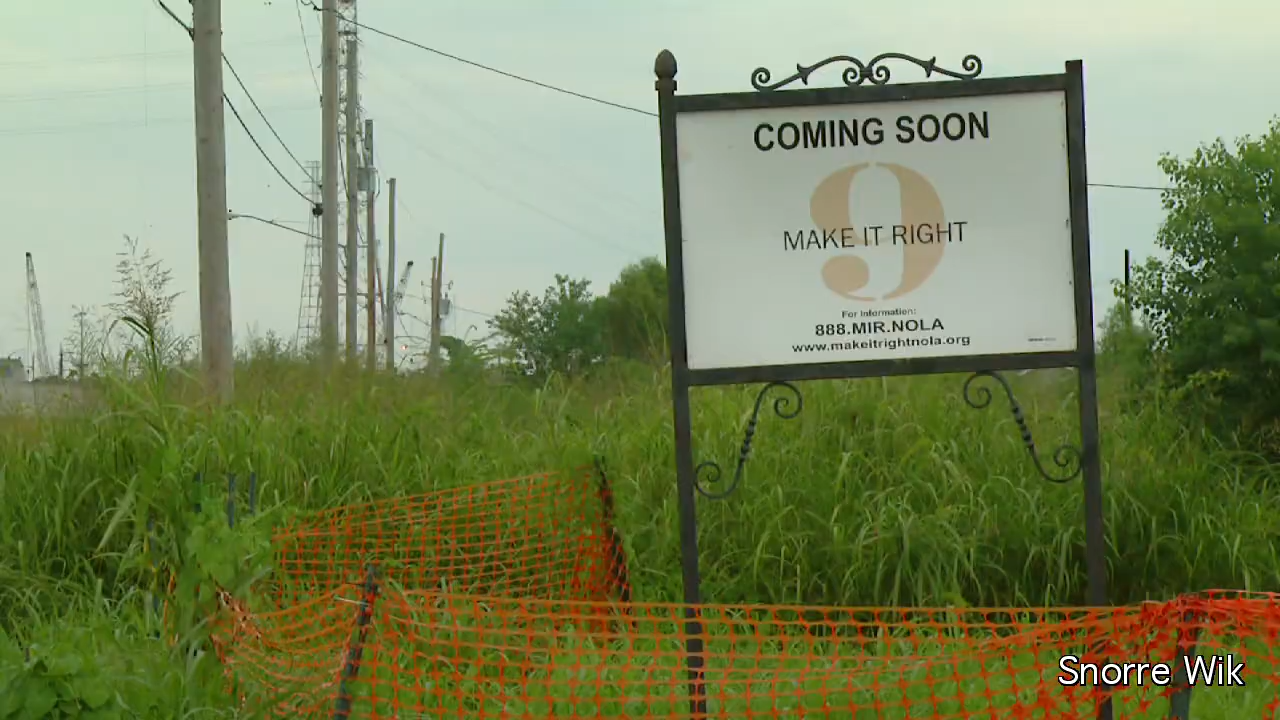 COMING SOON
9
MAKE IT RIGHT
For Information:
888.MIR.NOLA
www.makeitrightnola.org
Snorre Wik